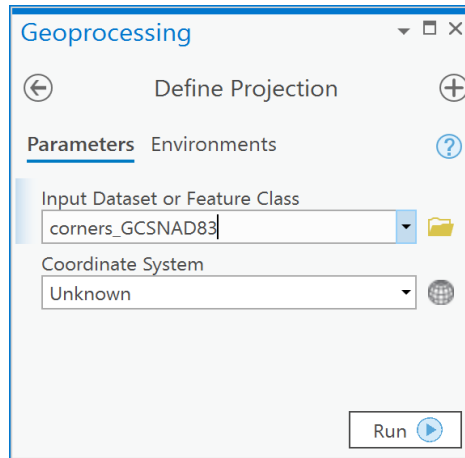 Geoprocessing
Define Projection
Parameters Environments
?
Input Dataset or Feature Class
corners_GCSNAD83
Coordinate System
Unknown
Run